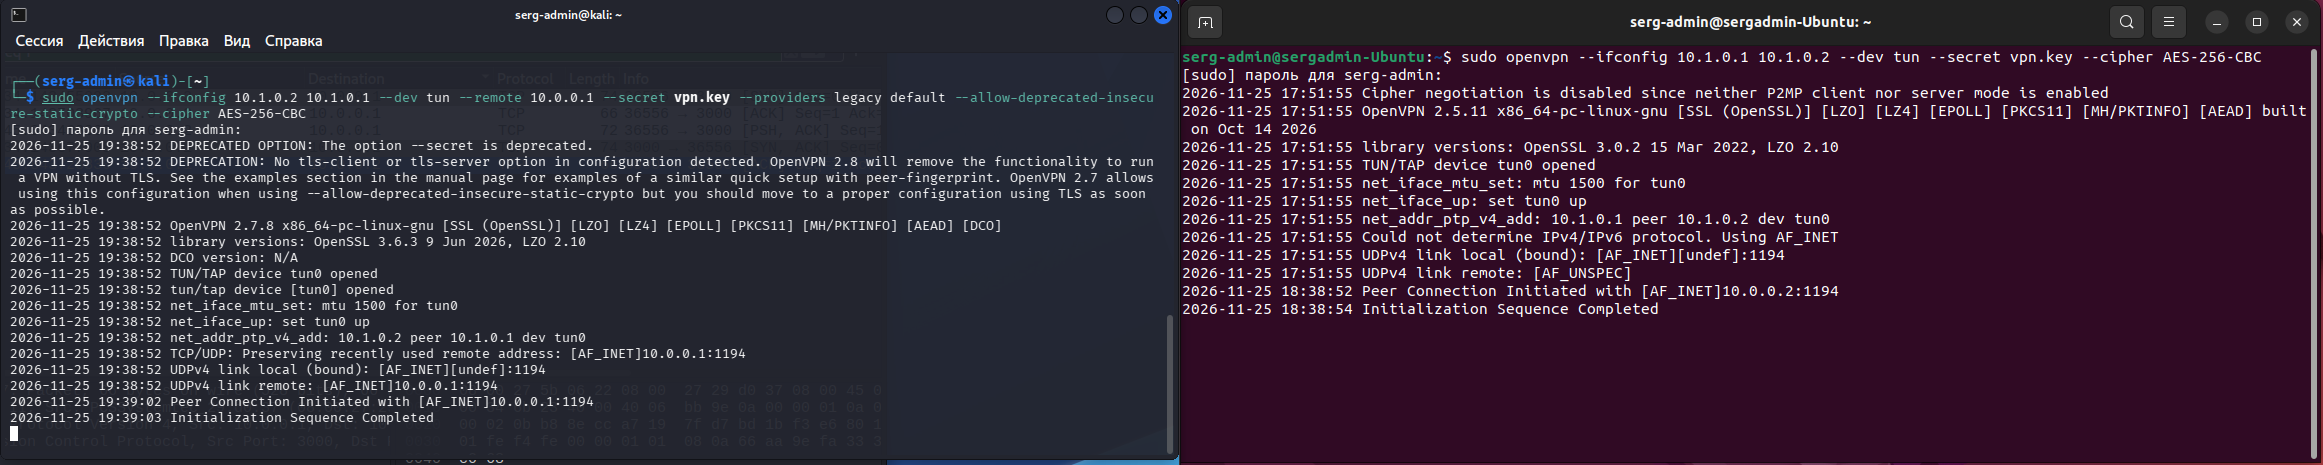 serg-admin@kali: ~
Сессия Действия Правка Вид Справка
┌──(serg-admin㉿kali)-[~]
└─$ sudo openvpn --ifconfig 10.1.0.2 10.1.0.1 --dev tun --remote 10.0.0.1 --secret vpn.key --providers legacy default --allow-deprecated-insecu
re-static-crypto --cipher AES-256-CBC
[sudo] пароль для serg-admin:
2026-11-25 19:38:52 DEPRECATED OPTION: The option --secret is deprecated.
2026-11-25 19:38:52 DEPRECATION: No tls-client or tls-server option in configuration detected. OpenVPN 2.8 will remove the functionality to run
 a VPN without TLS. See the examples section in the manual page for examples of a similar quick setup with peer-fingerprint. OpenVPN 2.7 allows
 using this configuration when using --allow-deprecated-insecure-static-crypto but you should move to a proper configuration using TLS as soon
as possible.
2026-11-25 19:38:52 OpenVPN 2.7.8 x86_64-pc-linux-gnu [SSL (OpenSSL)] [LZO] [LZ4] [EPOLL] [PKCS11] [MH/PKTINFO] [AEAD] [DCO]
2026-11-25 19:38:52 library versions: OpenSSL 3.6.3 9 Jun 2026, LZO 2.10
2026-11-25 19:38:52 DCO version: N/A
2026-11-25 19:38:52 TUN/TAP device tun0 opened
2026-11-25 19:38:52 tun/tap device [tun0] opened
2026-11-25 19:38:52 net_iface_mtu_set: mtu 1500 for tun0
2026-11-25 19:38:52 net_iface_up: set tun0 up
2026-11-25 19:38:52 net_addr_ptp_v4_add: 10.1.0.2 peer 10.1.0.1 dev tun0
2026-11-25 19:38:52 TCP/UDP: Preserving recently used remote address: [AF_INET]10.0.0.1:1194
2026-11-25 19:38:52 UDPv4 link local (bound): [AF_INET][undef]:1194
2026-11-25 19:38:52 UDPv4 link remote: [AF_INET]10.0.0.1:1194
2026-11-25 19:39:02 Peer Connection Initiated with [AF_INET]10.0.0.1:1194
2026-11-25 19:39:03 Initialization Sequence Completed
serg-admin@sergadmin-Ubuntu: ~
serg-admin@sergadmin-Ubuntu:~$ sudo openvpn --ifconfig 10.1.0.1 10.1.0.2 --dev tun --secret vpn.key --cipher AES-256-CBC
[sudo] пароль для serg-admin:
2026-11-25 17:51:55 Cipher negotiation is disabled since neither P2MP client nor server mode is enabled
2026-11-25 17:51:55 OpenVPN 2.5.11 x86_64-pc-linux-gnu [SSL (OpenSSL)] [LZO] [LZ4] [EPOLL] [PKCS11] [MH/PKTINFO] [AEAD] built
 on Oct 14 2026
2026-11-25 17:51:55 library versions: OpenSSL 3.0.2 15 Mar 2022, LZO 2.10
2026-11-25 17:51:55 TUN/TAP device tun0 opened
2026-11-25 17:51:55 net_iface_mtu_set: mtu 1500 for tun0
2026-11-25 17:51:55 net_iface_up: set tun0 up
2026-11-25 17:51:55 net_addr_ptp_v4_add: 10.1.0.1 peer 10.1.0.2 dev tun0
2026-11-25 17:51:55 Could not determine IPv4/IPv6 protocol. Using AF_INET
2026-11-25 17:51:55 UDPv4 link local (bound): [AF_INET][undef]:1194
2026-11-25 17:51:55 UDPv4 link remote: [AF_UNSPEC]
2026-11-25 18:38:52 Peer Connection Initiated with [AF_INET]10.0.0.2:1194
2026-11-25 18:38:54 Initialization Sequence Completed